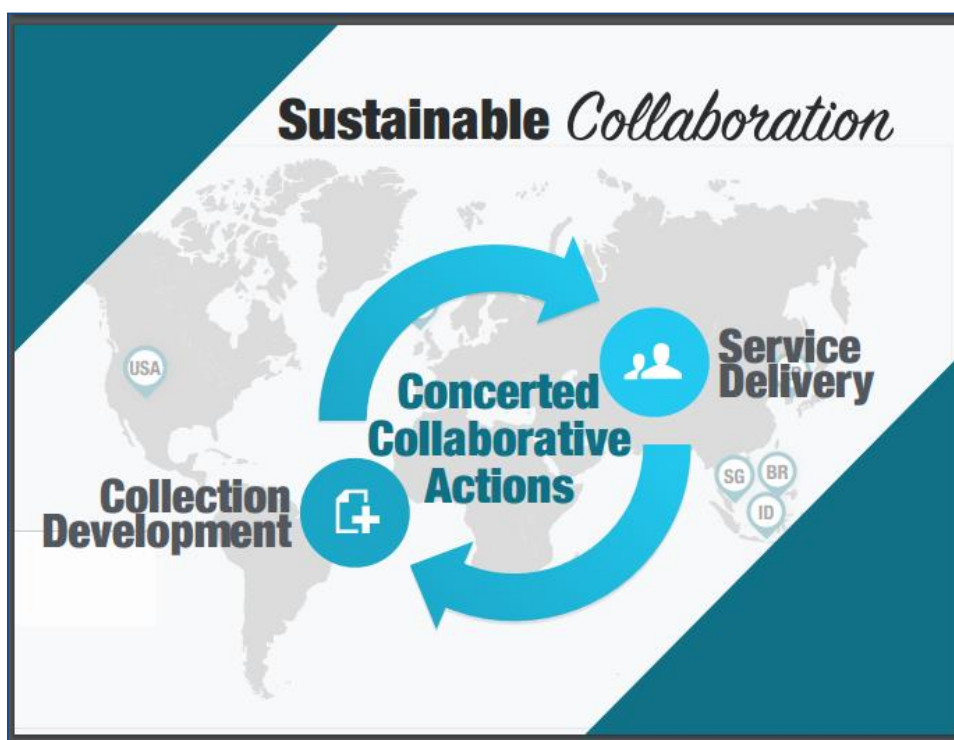 Sustainable Collaboration
USA
Service
Delivery
Concerted
Collaborative
Actions
SG
BR
ID
Collection
Development